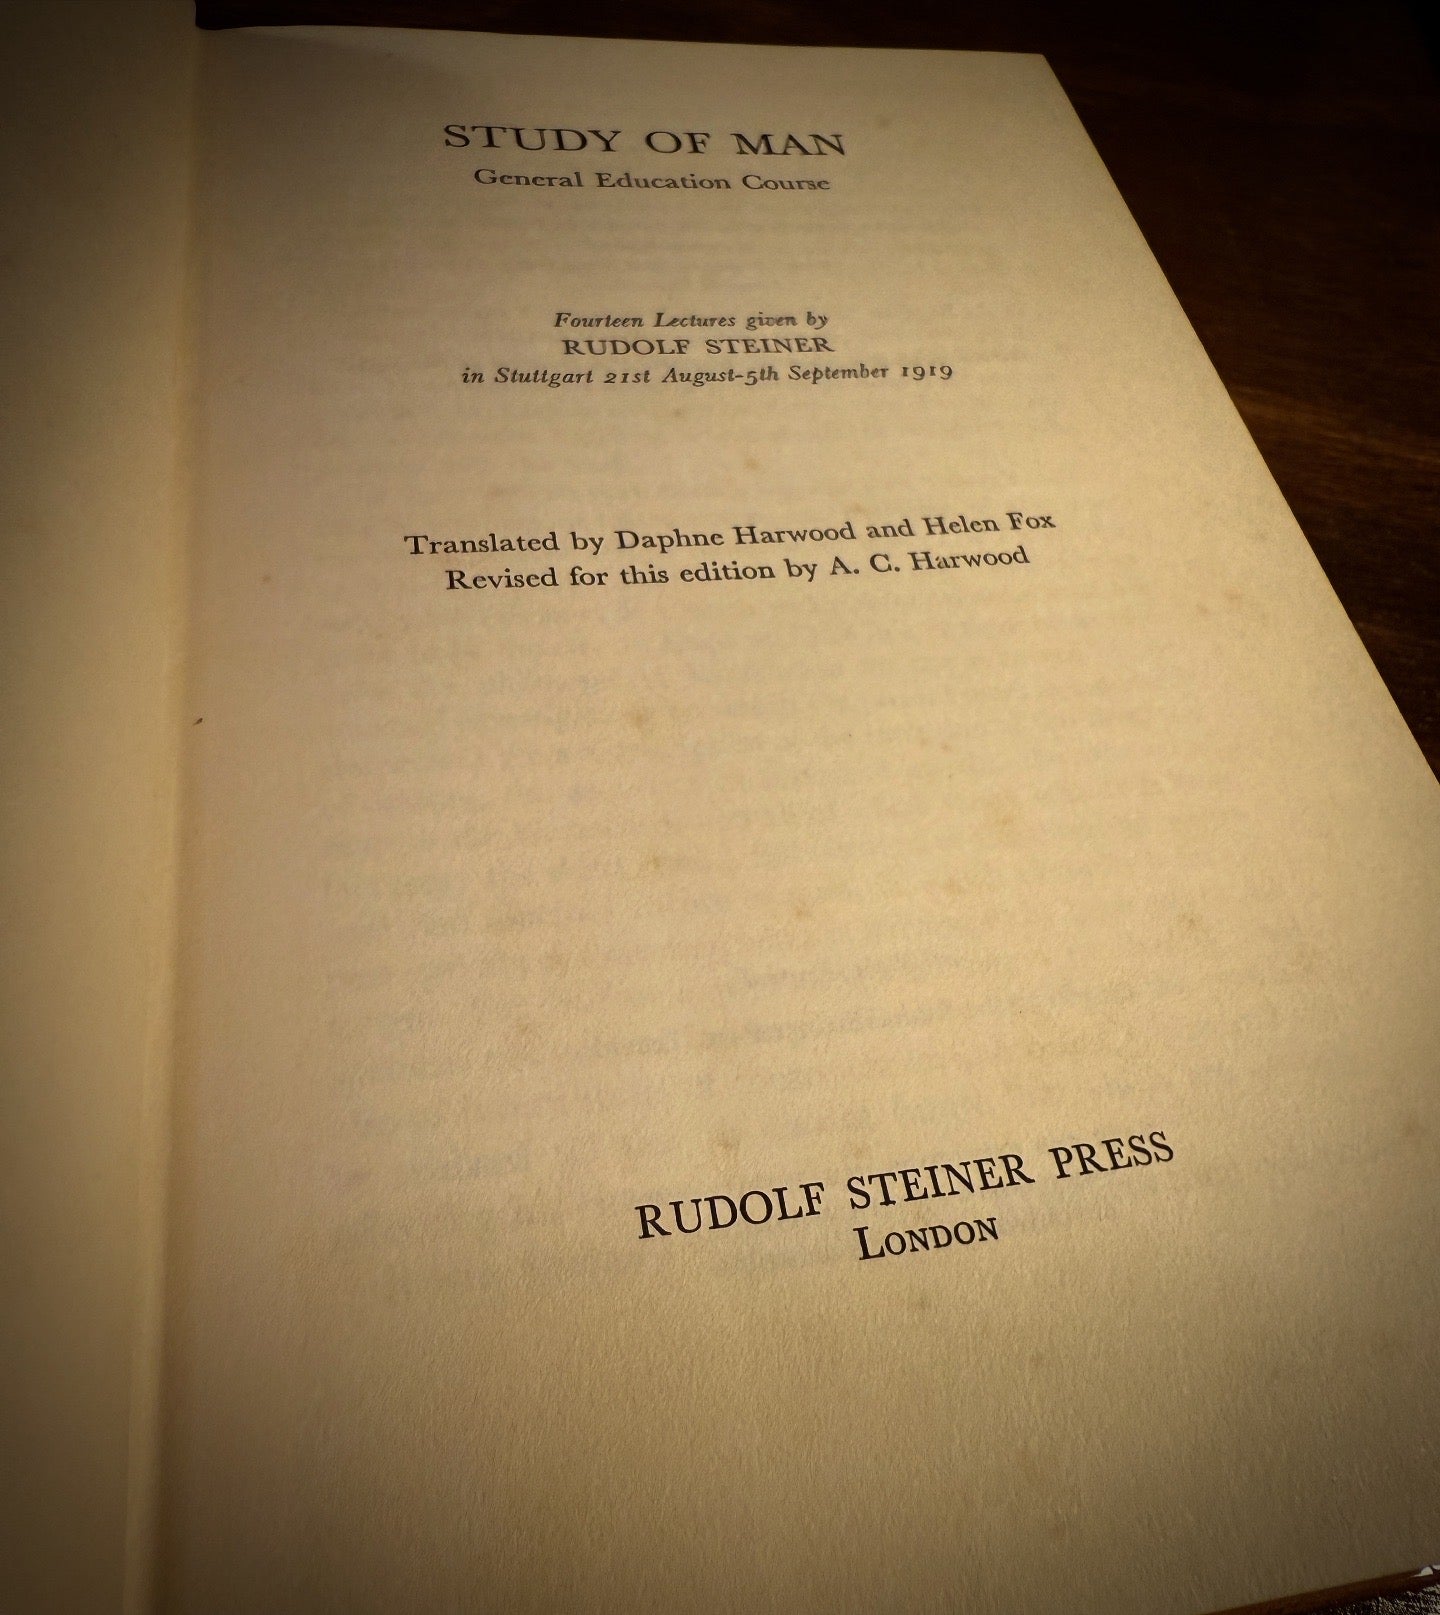 STUDY OF MAN
General Education Course
Fourteen Lectures given by
RUDOLF STEINER
in Stuttgart 21st August-5th September 1919
Translated by Daphne Harwood and Helen Fox
Revised for this edition by A. C. Harwood
RUDOLF STEINER PRESS
LONDON